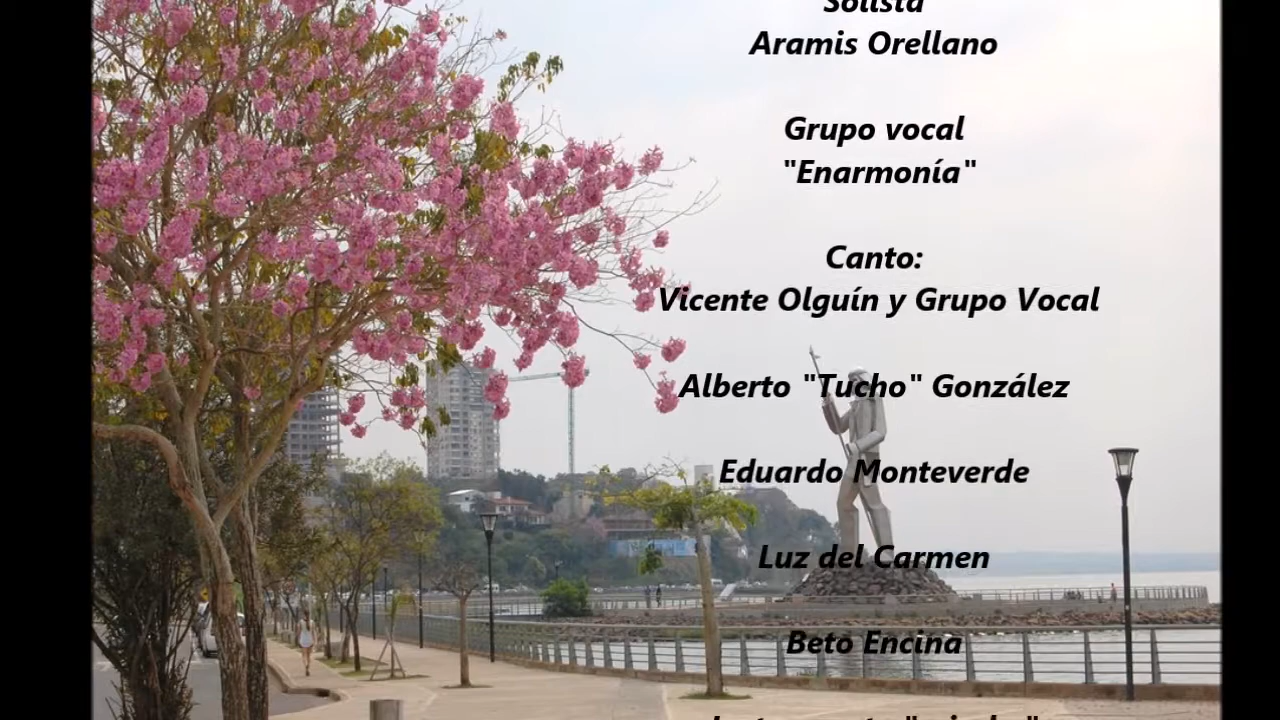 Solista
Aramis Orellano
Grupo vocal
"Enarmonía"
Canto:
Vicente Olguín y Grupo Vocal
Alberto "Tucho" González
Eduardo Monteverde
Luz del Carmen
Beto Encina